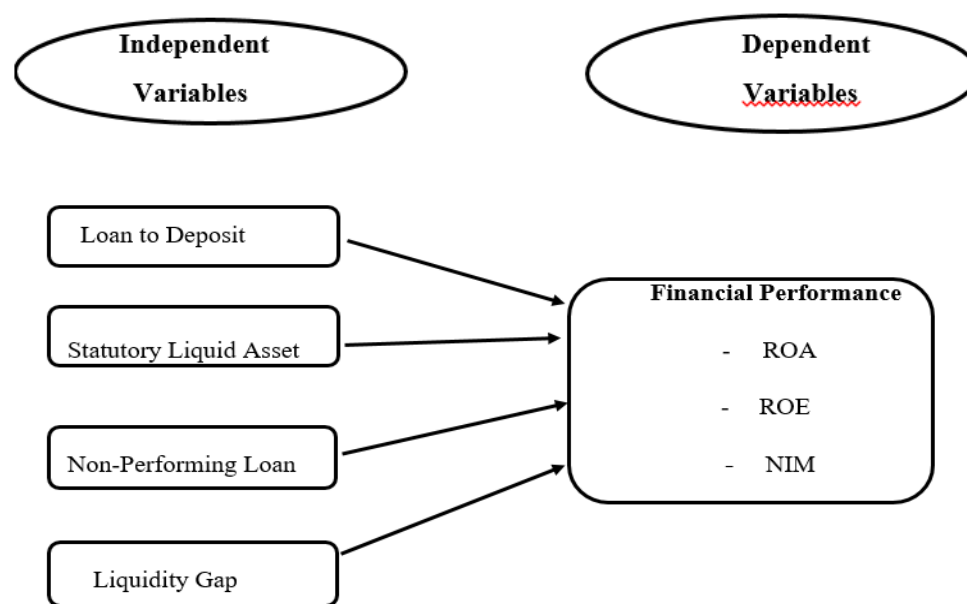 Independent
Variables
Dependent
Variables
Loan to Deposit
Statutory Liquid Asset
Non-Performing Loan
Liquidity Gap
Financial Performance
- ROA
- ROE
- NIM